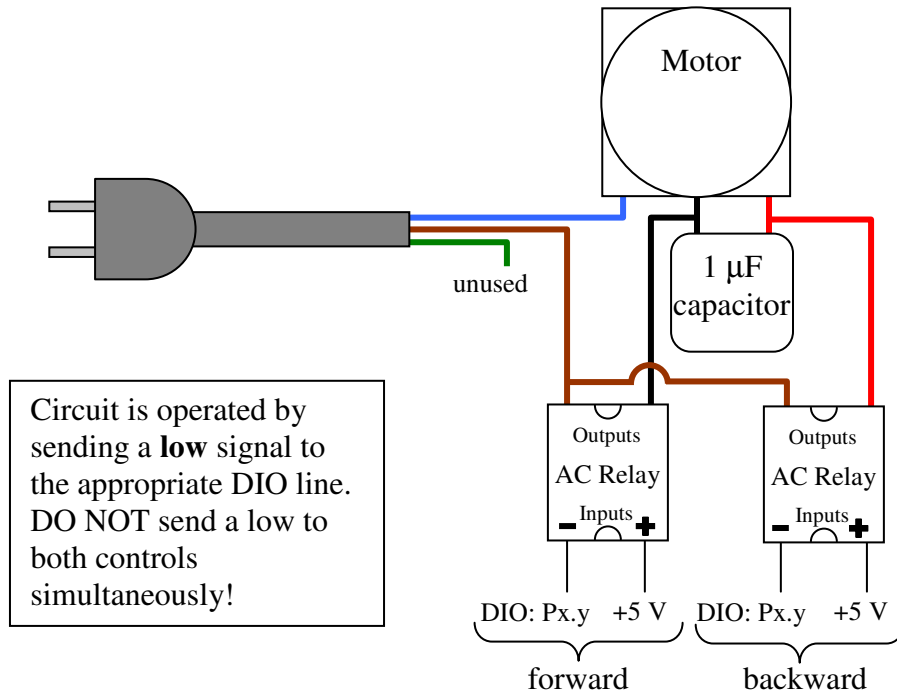 Motor
unused
1 μF
capacitor
Circuit is operated by
sending a low signal to
the appropriate DIO line.
DO NOT send a low to
both controls
simultaneously!
Outputs
AC Relay
Inputs
- +
Outputs
AC Relay
Inputs
- +
DIO: Px.y +5 V
DIO: Px.y +5 V
forward
backward